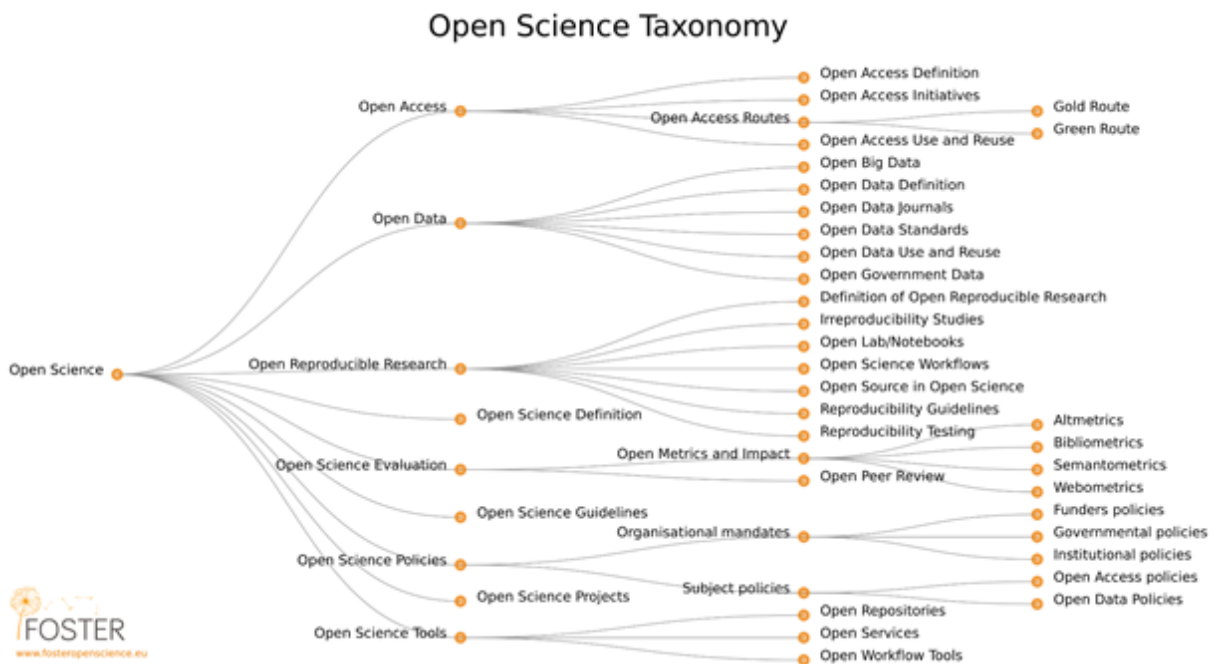 Open Science Taxonomy
Open Science
Open Access
Open Access Definition
Open Access Initiatives
Open Access Routes
Gold Route
Green Route
Open Access Use and Reuse
Open Data
Open Big Data
Open Data Definition
Open Data Journals
Open Data Standards
Open Data Use and Reuse
Open Government Data
Open Reproducible Research
Definition of Open Reproducible Research
Irreproducibility Studies
Open Lab/Notebooks
Open Science Workflows
Open Source in Open Science
Reproducibility Guidelines
Reproducibility Testing
Open Science Definition
Open Science Evaluation
Open Metrics and Impact
Altmetrics
Bibliometrics
Semantometrics
Webometrics
Open Peer Review
Open Science Guidelines
Open Science Policies
Organisational mandates
Funders policies
Governmental policies
Institutional policies
Subject policies
Open Access policies
Open Data Policies
Open Science Projects
Open Science Tools
Open Repositories
Open Services
Open Workflow Tools
FOSTER
www.fosteropenscience.eu